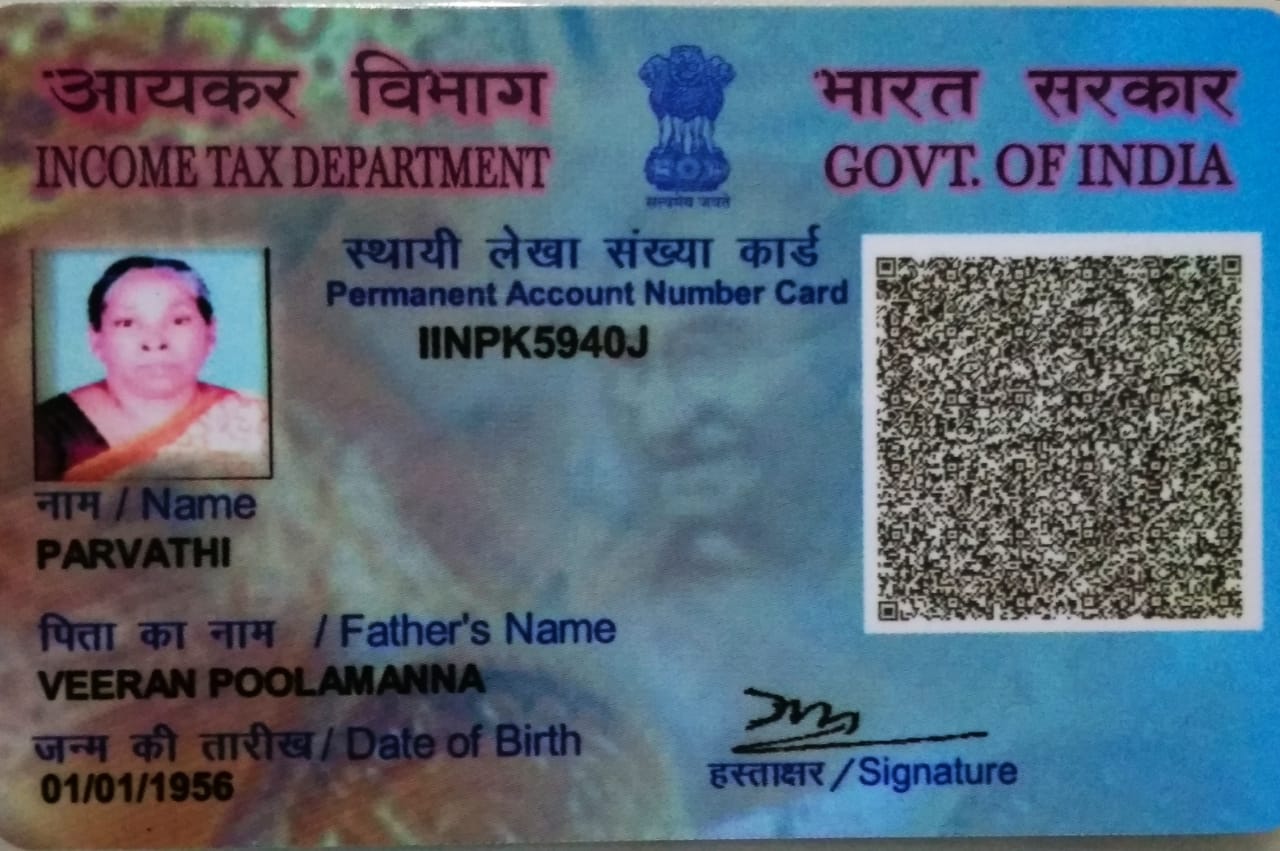 आयकर विभाग
INCOME TAX DEPARTMENT
सत्यमेव जयते
भारत सरकार
GOVT. OF INDIA
स्थायी लेखा संख्या कार्ड
Permanent Account Number Card
IINPK5940J
नाम / Name
PARVATHI
पिता का नाम / Father's Name
VEERAN POOLAMANNA
जन्म की तारीख / Date of Birth
01/01/1956
हस्ताक्षर / Signature